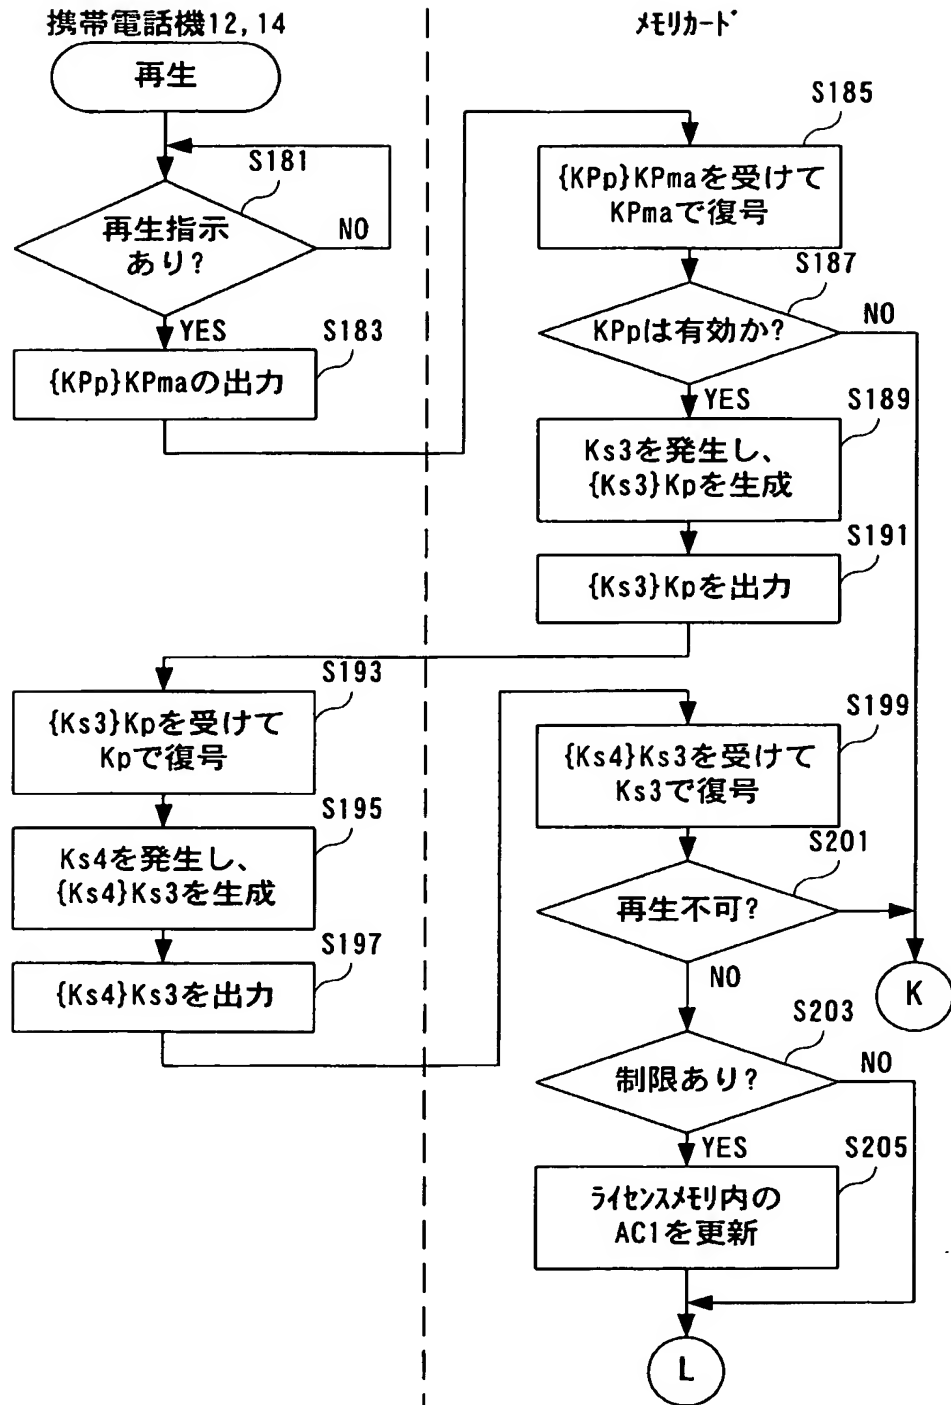 携帯電話機12,14
メモリカード
再生
S181
再生指示
あり?
NO
YES
S183
{KPp}KPmaの出力
S185
{KPp}KPmaを受けて
KPmaで復号
S187
KPpは有効か?
NO
YES
S189
Ks3を発生し、
{Ks3}Kpを生成
S191
{Ks3}Kpを出力
S193
{Ks3}Kpを受けて
Kpで復号
S195
Ks4を発生し、
{Ks4}Ks3を生成
S197
{Ks4}Ks3を出力
S199
{Ks4}Ks3を受けて
Ks3で復号
S201
再生不可?
NO
K
S203
制限あり?
NO
YES
S205
ライセンスメモリ内の
AC1を更新
L